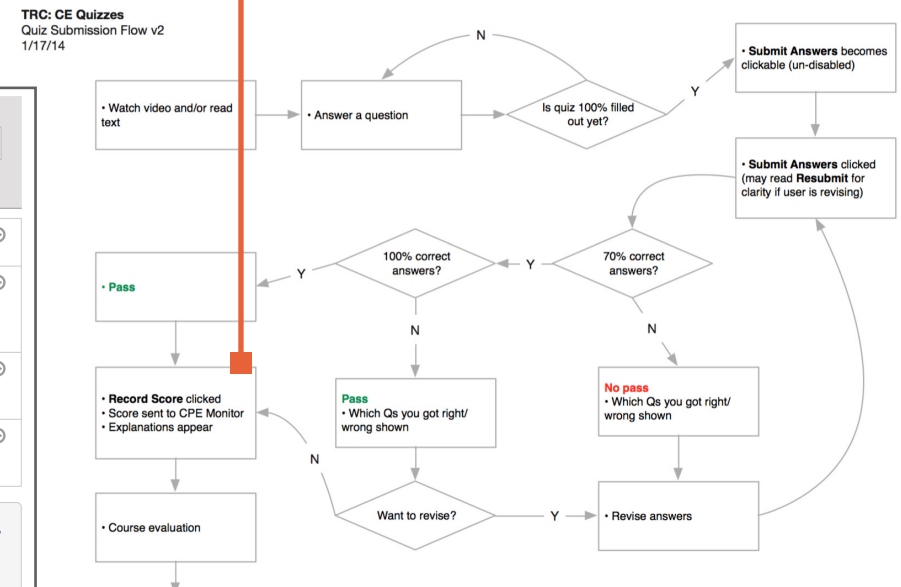 TRC: CE Quizzes
Quiz Submission Flow v2
1/17/14
N
• Submit Answers becomes
clickable (un-disabled)
Y
• Watch video and/or read
text
• Answer a question
Is quiz 100% filled
out yet?
• Submit Answers clicked
(may read Resubmit for
clarity if user is revising)
• Pass
Y
100% correct
answers?
Y
70% correct
answers?
N
N
• Record Score clicked
• Score sent to CPE Monitor
• Explanations appear
Pass
• Which Qs you got right/
wrong shown
No pass
• Which Qs you got right/
wrong shown
N
• Course evaluation
Want to revise?
Y
• Revise answers